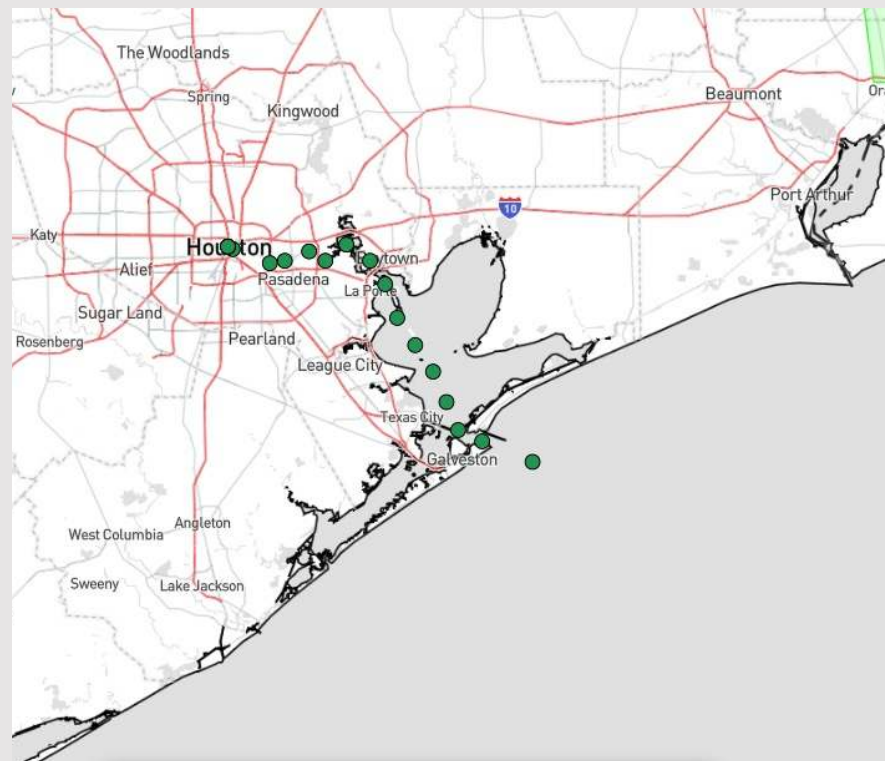 The Woodlands
Spring
Kingwood
Beaumont
Port Arthur
10
Katy
Houston
Alief
Pasadena
Baytown
La Porte
Sugar Land
Rosenberg
Pearland
League City
Texas City
Galveston
Angleton
West Columbia
Sweeny
Lake Jackson